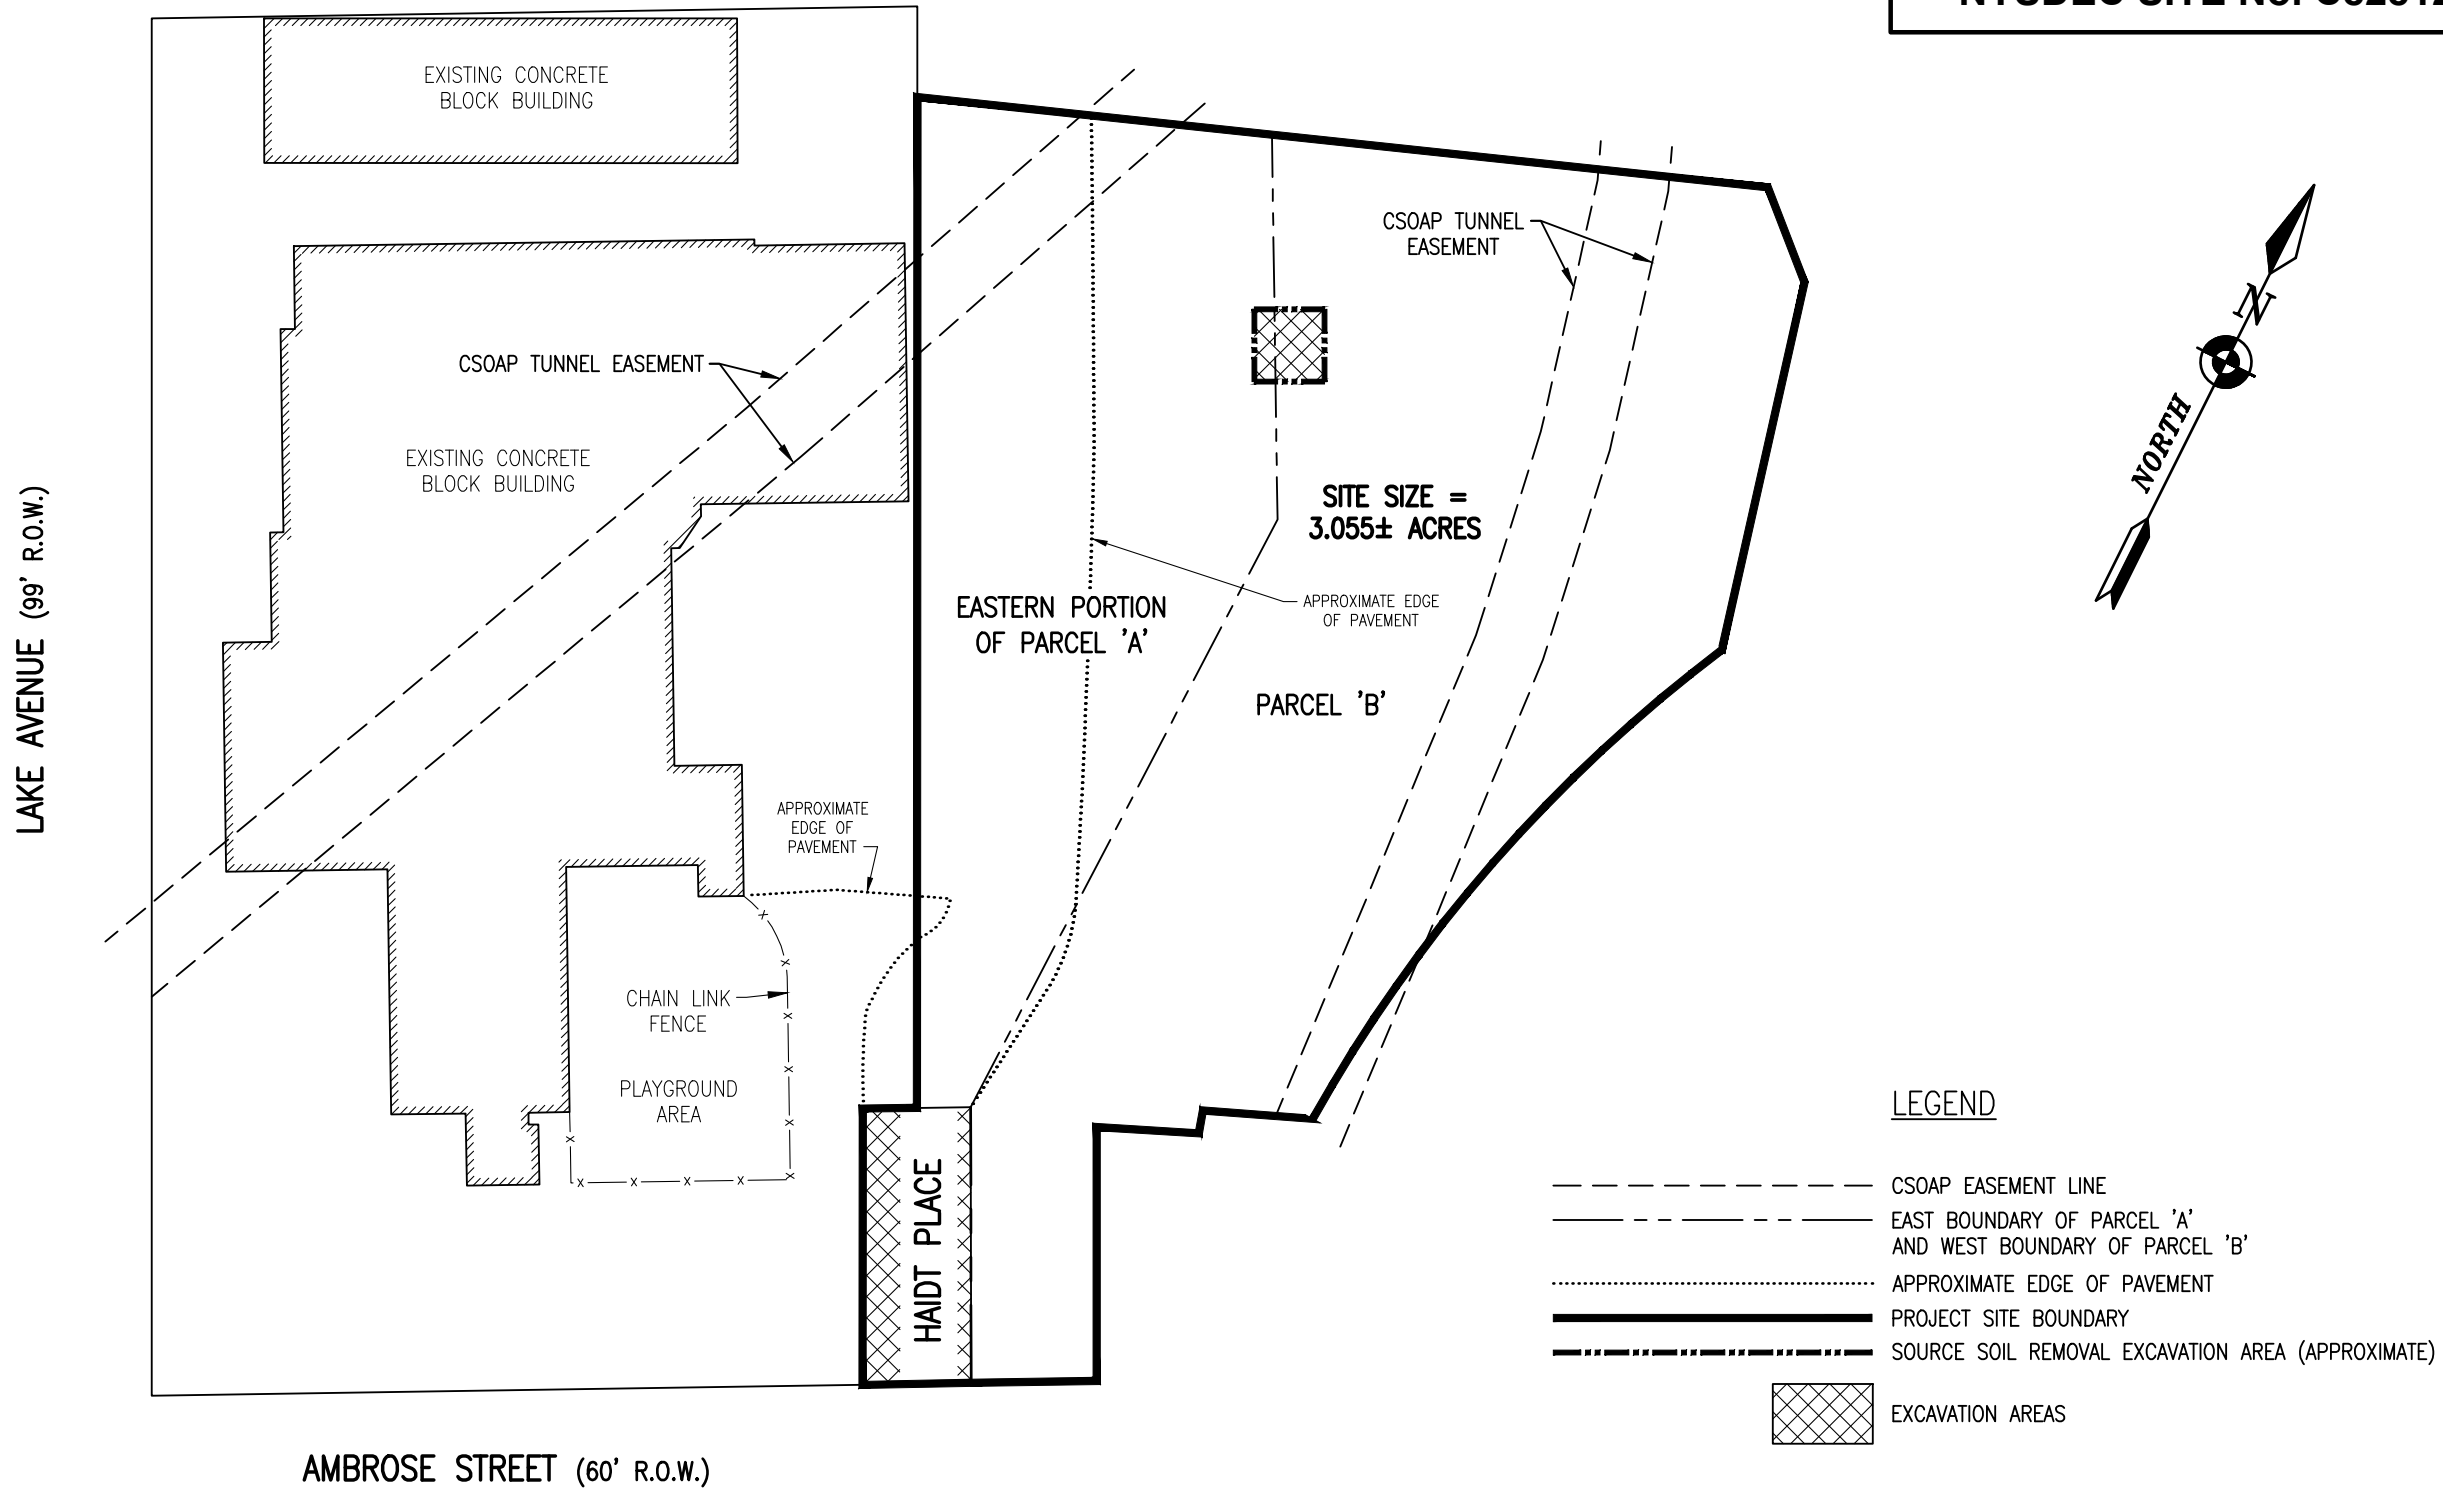 EXISTING CONCRETE
BLOCK BUILDING
CSOAP TUNNEL
EASEMENT
CSOAP TUNNEL EASEMENT
EXISTING CONCRETE
BLOCK BUILDING
SITE SIZE =
3.055± ACRES
EASTERN PORTION
OF PARCEL 'A'
APPROXIMATE EDGE
OF PAVEMENT
PARCEL 'B'
N
NORTH
LAKE AVENUE (99' R.O.W.)
APPROXIMATE
EDGE OF
PAVEMENT
CHAIN LINK
FENCE
PLAYGROUND
AREA
HAIDT PLACE
AMBROSE STREET (60' R.O.W.)
LEGEND
CSOAP EASEMENT LINE
EAST BOUNDARY OF PARCEL 'A'
AND WEST BOUNDARY OF PARCEL 'B'
APPROXIMATE EDGE OF PAVEMENT
PROJECT SITE BOUNDARY
SOURCE SOIL REMOVAL EXCAVATION AREA (APPROXIMATE)
EXCAVATION AREAS